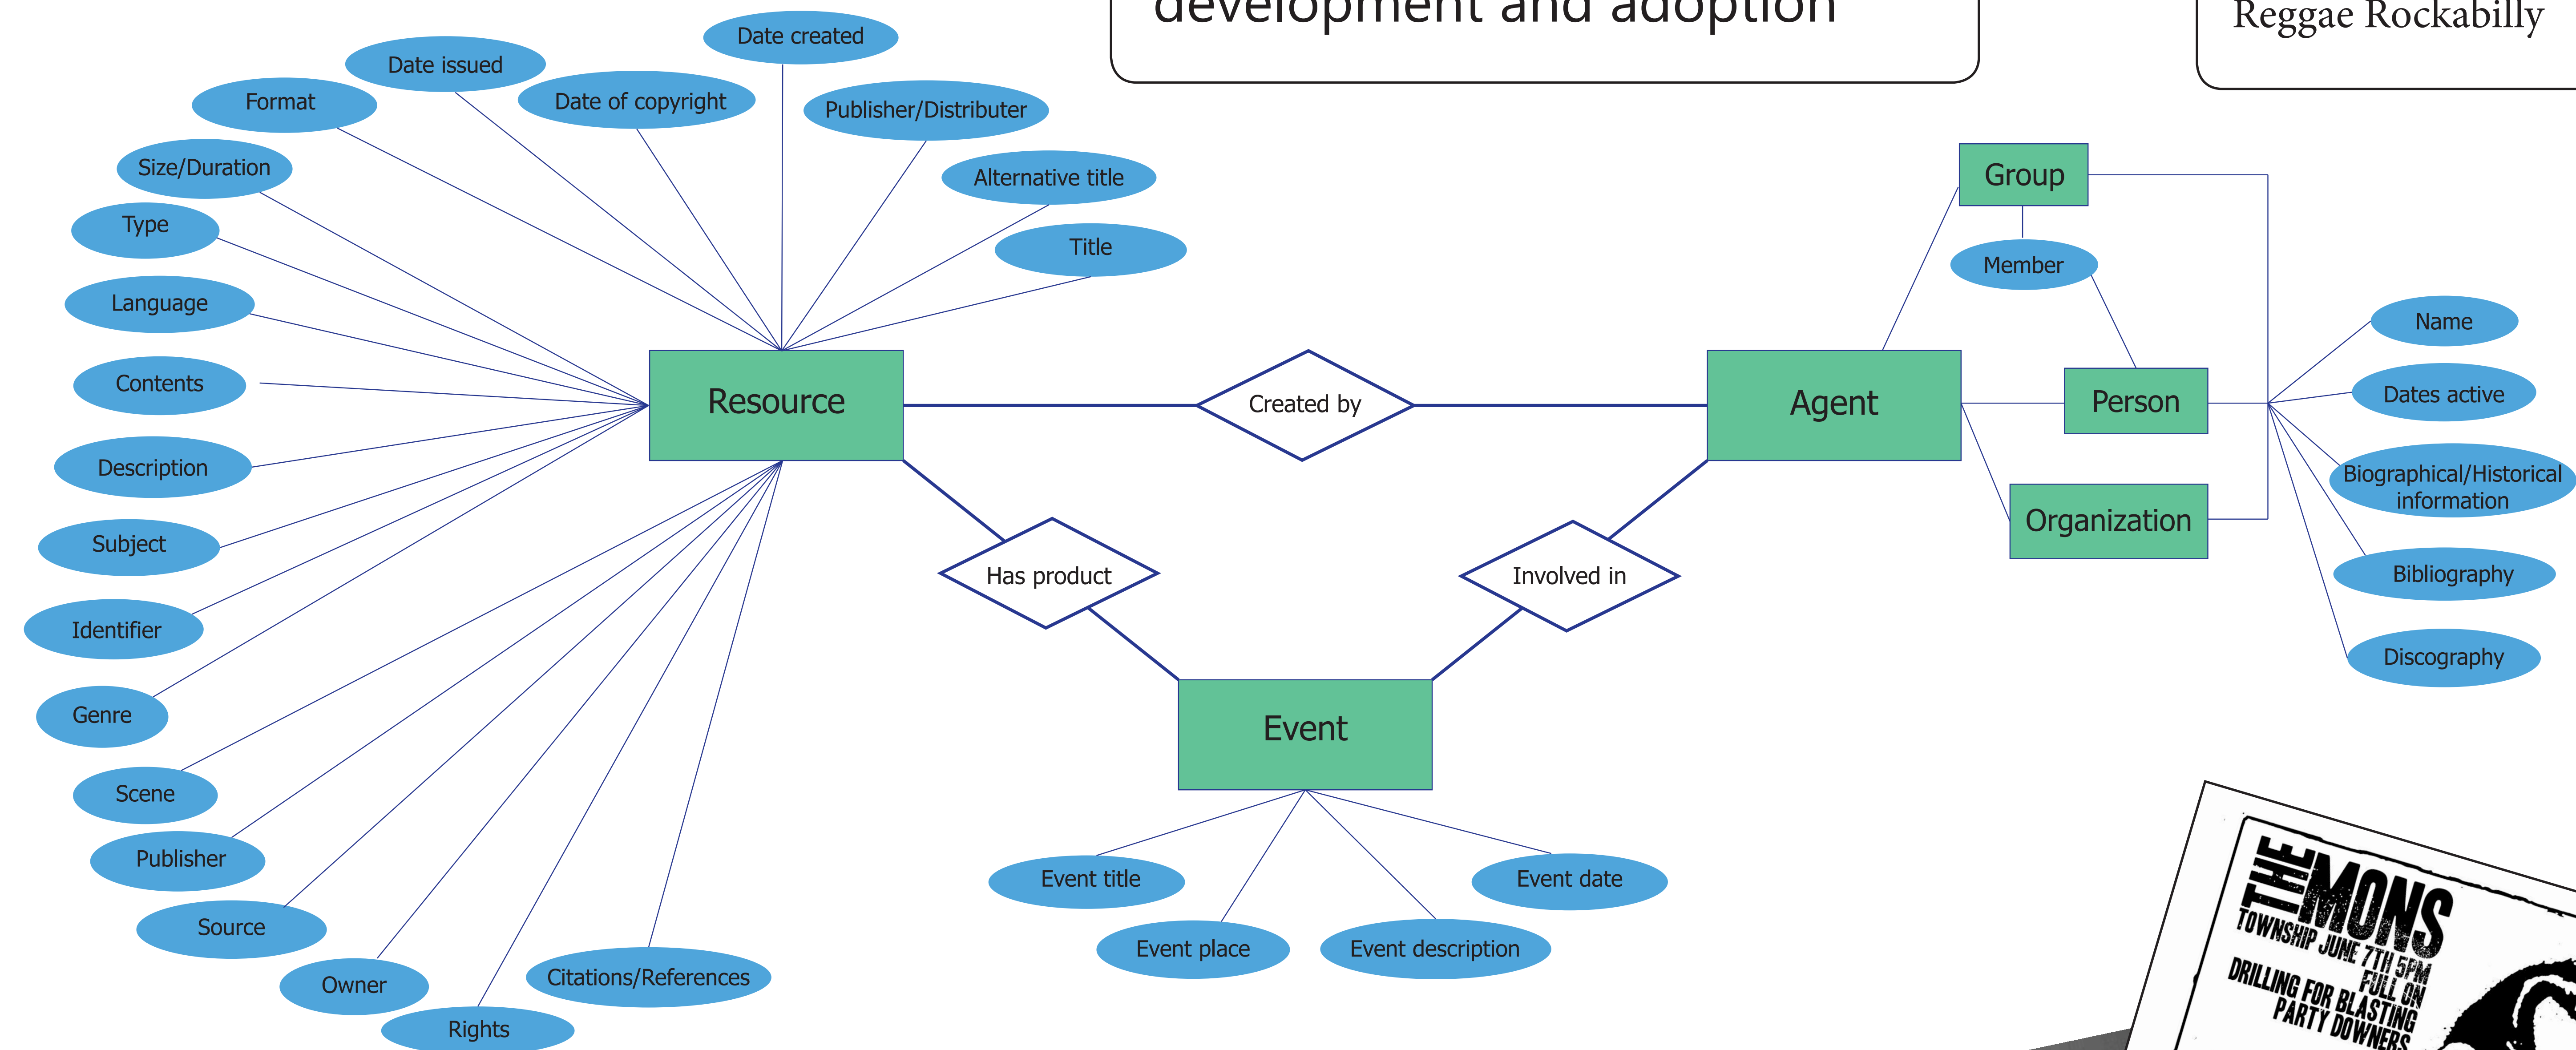 development and adoption
Reggae Rockabilly
Date created
Date issued
Date of copyright
Format
Publisher/Distributer
Size/Duration
Alternative title
Type
Title
Language
Contents
Description
Subject
Identifier
Genre
Scene
Publisher
Source
Owner
Rights
Citations/References
Resource
Created by
Agent
Has product
Involved in
Event
Event title
Event place
Event description
Event date
Group
Member
Person
Organization
Name
Dates active
Biographical/Historical
information
Bibliography
Discography
THE MONS
TOWNSHIP JUNE 7TH 5PM
FULL ON
DRILLING FOR BLASTING
PARTY DOWNERS